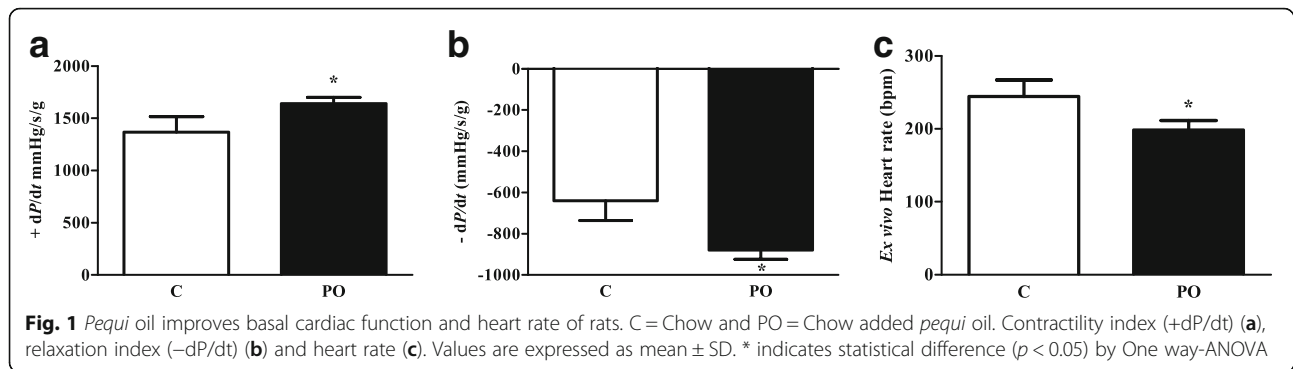 a
+ dP/dt mmHg/s/g
2000
1500
1000
500
0
*
C
PO
b
- dP/dt (mmHg/s/g)
0
-200
-400
-600
-800
-1000
*
C
PO
c
Ex vivo Heart rate (bpm)
300
200
100
0
*
C
PO
Fig. 1 Pequi oil improves basal cardiac function and heart rate of rats. C = Chow and PO = Chow added pequi oil. Contractility index (+dP/dt) (a),
relaxation index (−dP/dt) (b) and heart rate (c). Values are expressed as mean ± SD. * indicates statistical difference (p < 0.05) by One way-ANOVA